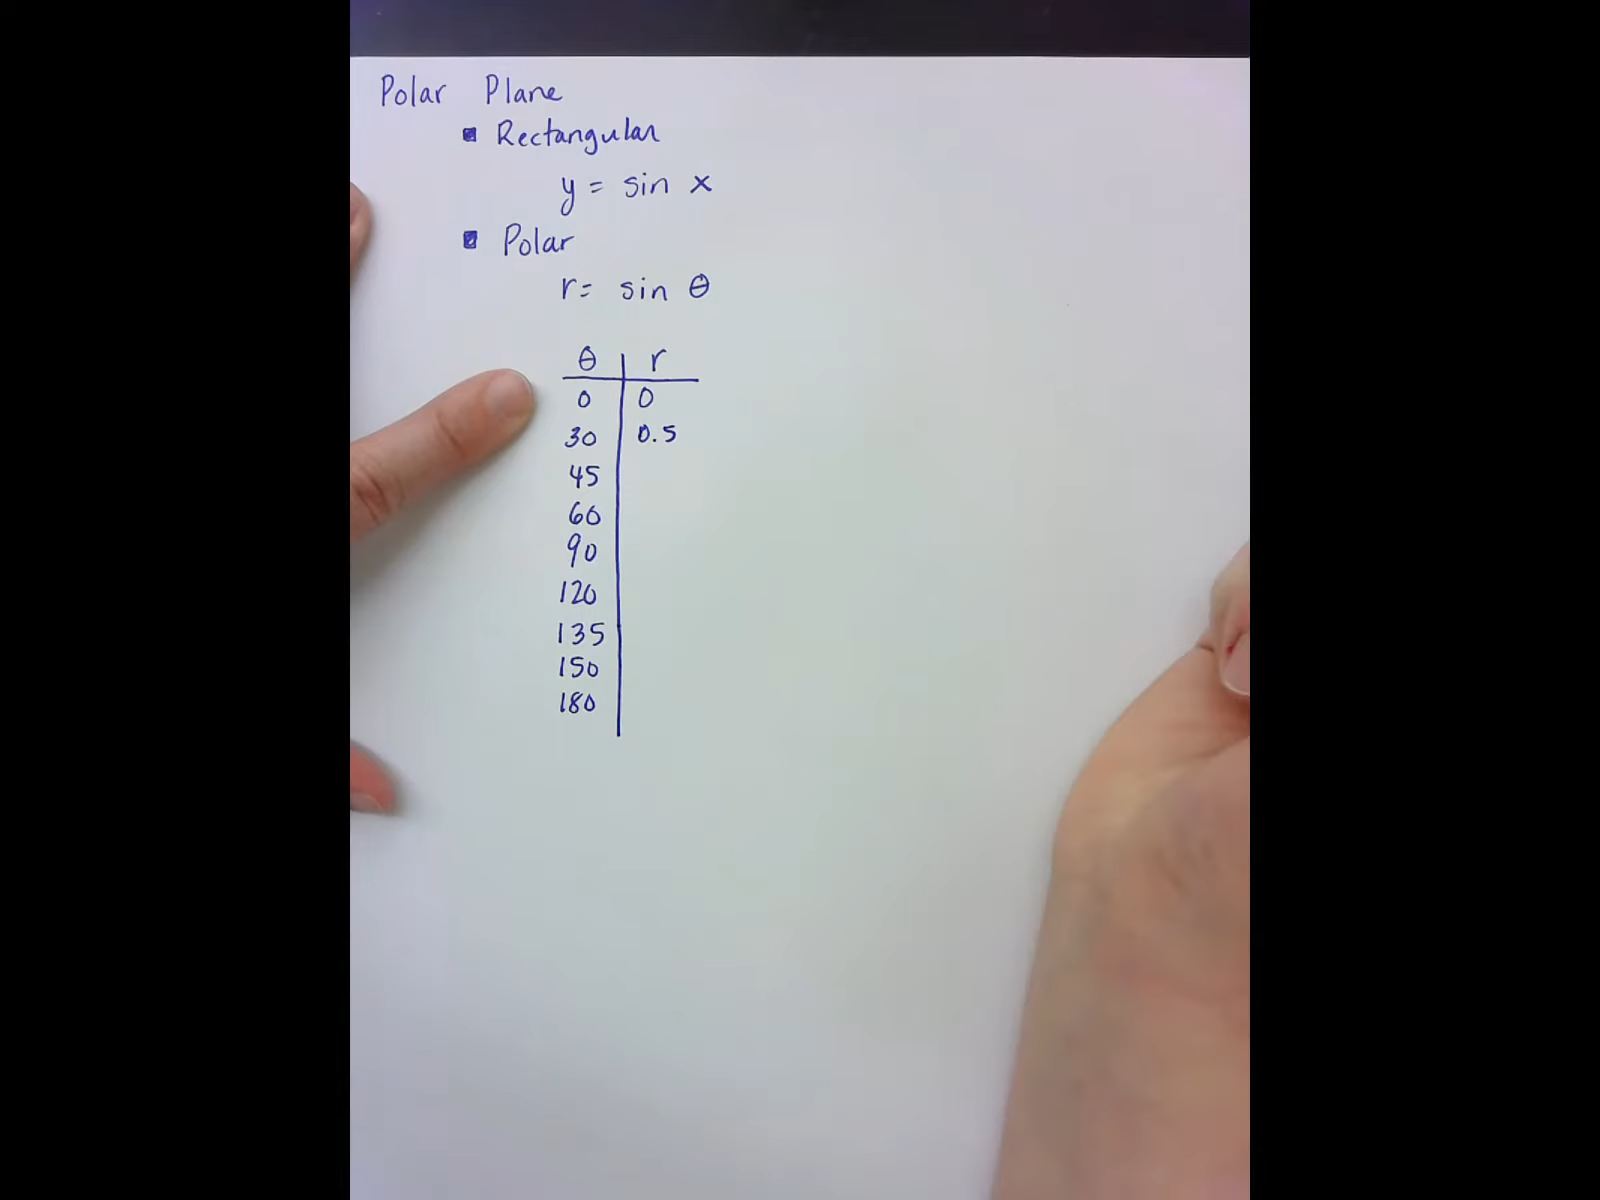 Polar Plane
▪ Rectangular
y = sin x
▪ Polar
r = sin θ
θ r
0 0
30 0.5
45
60
90
120
135
150
180